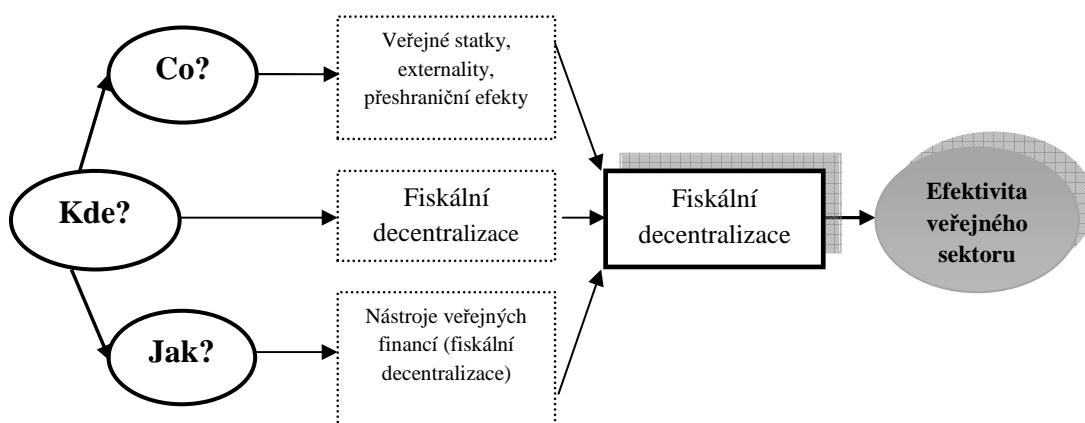 Co?
Veřejné statky,
externality,
přeshraniční efekty
Kde?
Fiskální
decentralizace
Fiskální
decentralizace
Efektivita
veřejného
sektoru
Jak?
Nástroje veřejných
financí (fiskální
decentralizace)